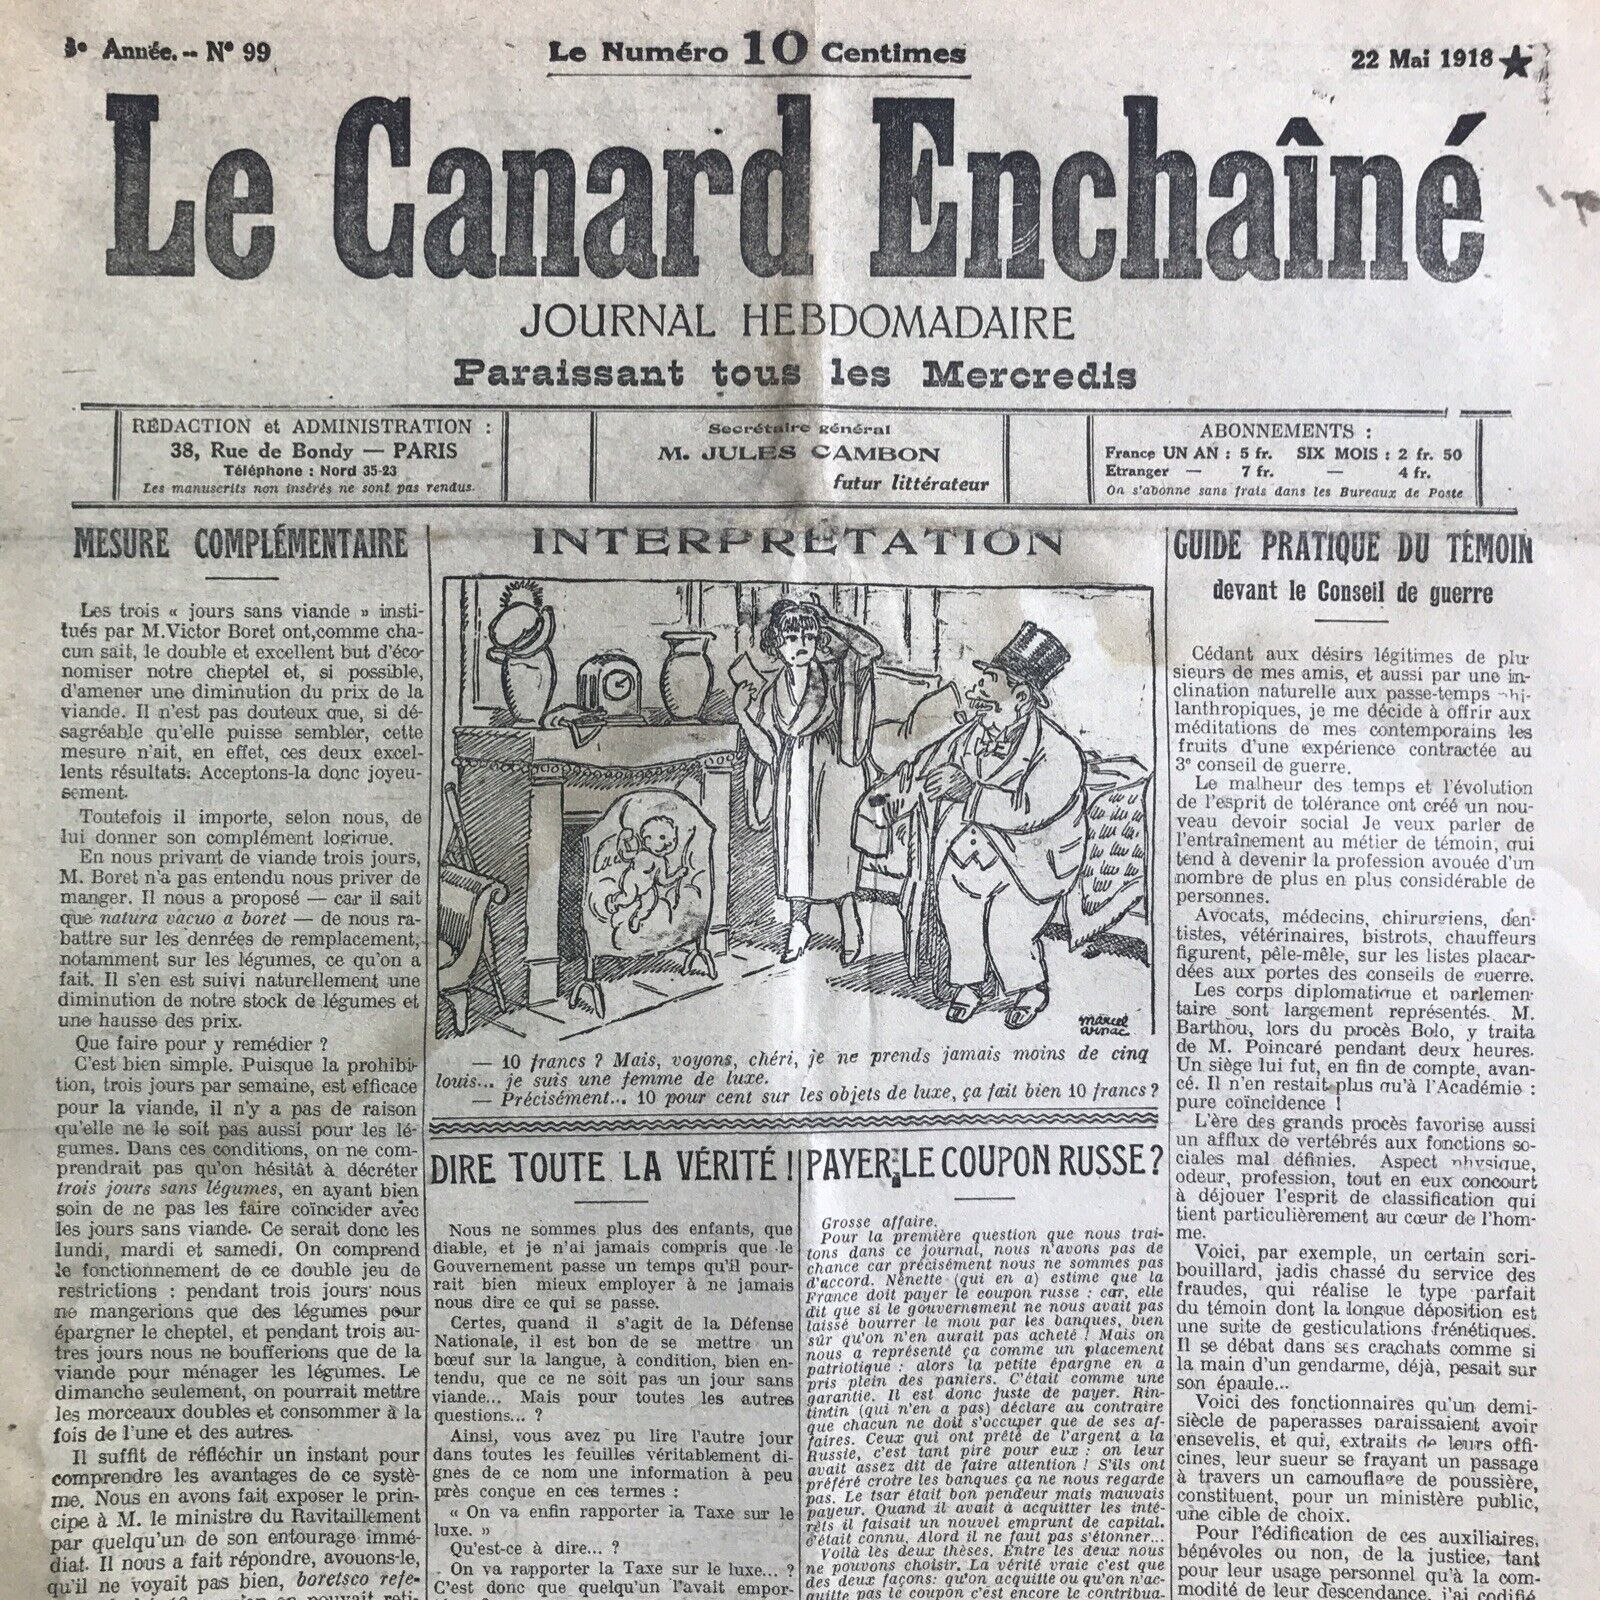 3e Année. - N° 99
Le Numéro 10 Centimes
22 Mai 1918
Le Canard Enchaîné
JOURNAL HEBDOMADAIRE
Paraissant tous les Mercredis
RÉDACTION et ADMINISTRATION :
38, Rue de Bondy — PARIS
Téléphone : Nord 35-23
Les manuscrits non insérés ne sont pas rendus.
Secrétaire général
M. JULES CAMBON
futur littérateur
ABONNEMENTS :
France UN AN : 5 fr. SIX MOIS : 2 fr. 50
Etranger — 7 fr. — 4 fr.
On s'abonne sans frais dans les Bureaux de Poste
MESURE COMPLÉMENTAIRE
Les trois « jours sans viande » insti-
tués par M.Victor Boret ont,comme cha-
cun sait, le double et excellent but d'éco-
nomiser notre cheptel et, si possible,
d'amener une diminution du prix de la
viande. Il n'est pas douteux que, si dé-
sagréable qu'elle puisse sembler, cette
mesure n'ait, en effet, ces deux excel-
lents résultats. Acceptons-la donc joyeu-
sement.
Toutefois il importe, selon nous, de
lui donner son complément logique.
En nous privant de viande trois jours,
M. Boret n'a pas entendu nous priver de
manger. Il nous a proposé — car il sait
que natura vacuo a boret — de nous ra-
battre sur les denrées de remplacement,
notamment sur les légumes, ce qu'on a
fait. Il s'en est suivi naturellement une
diminution de notre stock de légumes et
une hausse des prix.
Que faire pour y remédier ?
C'est bien simple. Puisque la prohibi-
tion, trois jours par semaine, est efficace
pour la viande, il n'y a pas de raison
qu'elle ne le soit pas aussi pour les lé-
gumes. Dans ces conditions, on ne com-
prendrait pas qu'on hésitât à décréter
trois jours sans légumes, en ayant bien
soin de ne pas les faire coïncider avec
les jours sans viande. Ce serait donc les
lundi, mardi et samedi. On comprend
le fonctionnement de ce double jeu de
restrictions : pendant trois jours nous
ne mangerions que des légumes pour
épargner le cheptel, et pendant trois au-
tres jours nous ne boufferions que de la
viande pour ménager les légumes. Le
dimanche seulement, on pourrait mettre
les morceaux doubles et consommer à la
fois de l'une et des autres.
Il suffit de réfléchir un instant pour
comprendre les avantages de ce systè-
me. Nous en avons fait exposer le prin-
cipe à M. le ministre du Ravitaillement
par quelqu'un de son entourage immé-
diat. Il nous a fait répondre, avouons-le,
qu'il ne voyait pas bien, boretsco refe-
INTERPRÉTATION
marcel
arnac
— 10 francs ? Mais, voyons, chéri, je ne prends jamais moins de cinq
louis... je suis une femme de luxe.
— Précisément... 10 pour cent sur les objets de luxe, ça fait bien 10 francs ?
DIRE TOUTE LA VÉRITÉ !
Nous ne sommes plus des enfants, que
diable, et je n'ai jamais compris que le
Gouvernement passe un temps qu'il pour-
rait bien mieux employer à ne jamais
nous dire ce qui se passe.
Certes, quand il s'agit de la Défense
Nationale, il est bon de se mettre un
bœuf sur la langue, à condition, bien en-
tendu, que ce ne soit pas un jour sans
viande... Mais pour toutes les autres
questions... ?
Ainsi, vous avez pu lire l'autre jour
dans toutes les feuilles véritablement di-
gnes de ce nom une information à peu
près conçue en ces termes :
« On va enfin rapporter la Taxe sur le
luxe. »
Qu'est-ce à dire... ?
On va rapporter la Taxe sur le luxe... ?
C'est donc que quelqu'un l'avait empor-
PAYER LE COUPON RUSSE ?
Grosse affaire.
Pour la première question que nous trai-
tons dans ce journal, nous n'avons pas de
chance car précisément nous ne sommes pas
d'accord. Nénette (qui en a) estime que la
France doit payer le coupon russe : car, elle
dit que si le gouvernement ne nous avait pas
laissé bourrer le mou par les banques, bien
sûr qu'on n'en aurait pas acheté ! Mais on
nous a représenté ça comme un placement
patriotique : alors la petite épargne en a
pris plein des paniers. C'était comme une
garantie. Il est donc juste de payer. Rin-
tintin (qui n'en a pas) déclare au contraire
que chacun ne doit s'occuper que de ses af-
faires. Ceux qui ont prêté de l'argent à la
Russie, c'est tant pire pour eux : on leur
avait assez dit de faire attention ! S'ils ont
préféré croire les banques ça ne nous regarde
pas. Le tsar était bon pendeur mais mauvais
payeur. Quand il avait à acquitter les inté-
rêts il faisait un nouvel emprunt de capital.
C'était connu. Alord il ne faut pas s'étonner...
Voilà les deux thèses. Entre les deux nous
ne pouvons choisir. La vérité vraie c'est que
des deux façons: qu'on acquitte ou qu'on n'ac-
quitte pas le coupon c'est encore le contribua-
GUIDE PRATIQUE DU TÉMOIN
devant le Conseil de guerre
Cédant aux désirs légitimes de plu-
sieurs de mes amis, et aussi par une in-
clination naturelle aux passe-temps phi-
lanthropiques, je me décide à offrir aux
méditations de mes contemporains les
fruits d'une expérience contractée au
3e conseil de guerre.
Le malheur des temps et l'évolution
de l'esprit de tolérance ont créé un nou-
veau devoir social Je veux parler de
l'entraînement au métier de témoin, qui
tend à devenir la profession avouée d'un
nombre de plus en plus considérable de
personnes.
Avocats, médecins, chirurgiens, den-
tistes, vétérinaires, bistrots, chauffeurs
figurent, pêle-mêle, sur les listes placar-
dées aux portes des conseils de guerre.
Les corps diplomatique et parlemen-
taire sont largement représentés. M.
Barthou, lors du procès Bolo, y traita
de M. Poincaré pendant deux heures.
Un siège lui fut, en fin de compte, avan-
cé. Il n'en restait plus qu'à l'Académie :
pure coïncidence !
L'ère des grands procès favorise aussi
un afflux de vertébrés aux fonctions so-
ciales mal définies. Aspect physique,
odeur, profession, tout en eux concourt
à déjouer l'esprit de classification qui
tient particulièrement au cœur de l'hom-
me.
Voici, par exemple, un certain scri-
bouillard, jadis chassé du service des
fraudes, qui réalise le type parfait
du témoin dont la longue déposition est
une suite de gesticulations frénétiques.
Il se débat dans ses crachats comme si
la main d'un gendarme, déjà, pesait sur
son épaule...
Voici des fonctionnaires qu'un demi-
siècle de paperasses paraissaient avoir
ensevelis, et qui, extraits de leurs offi-
cines, leur sueur se frayant un passage
à travers un camouflage de poussière,
constituent, pour un ministère public,
une cible de choix.
Pour l'édification de ces auxiliaires,
bénévoles ou non, de la justice, tant
pour leur usage personnel qu'à la com-
modité de leur descendance, j'ai codifié